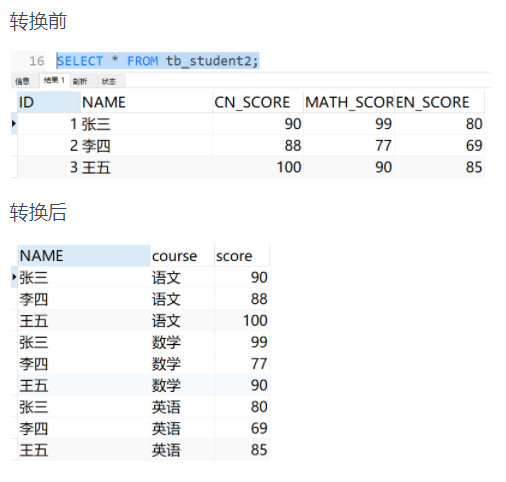 转换前
16 SELECT * FROM tb_student2;
信息 结果 1 剖析 状态
ID NAME CN_SCORE MATH_SCOR EN_SCORE
1 张三 90 99 80
2 李四 88 77 69
3 王五 100 90 85
转换后
NAME course score
张三 语文 90
李四 语文 88
王五 语文 100
张三 数学 99
李四 数学 77
王五 数学 90
张三 英语 80
李四 英语 69
王五 英语 85